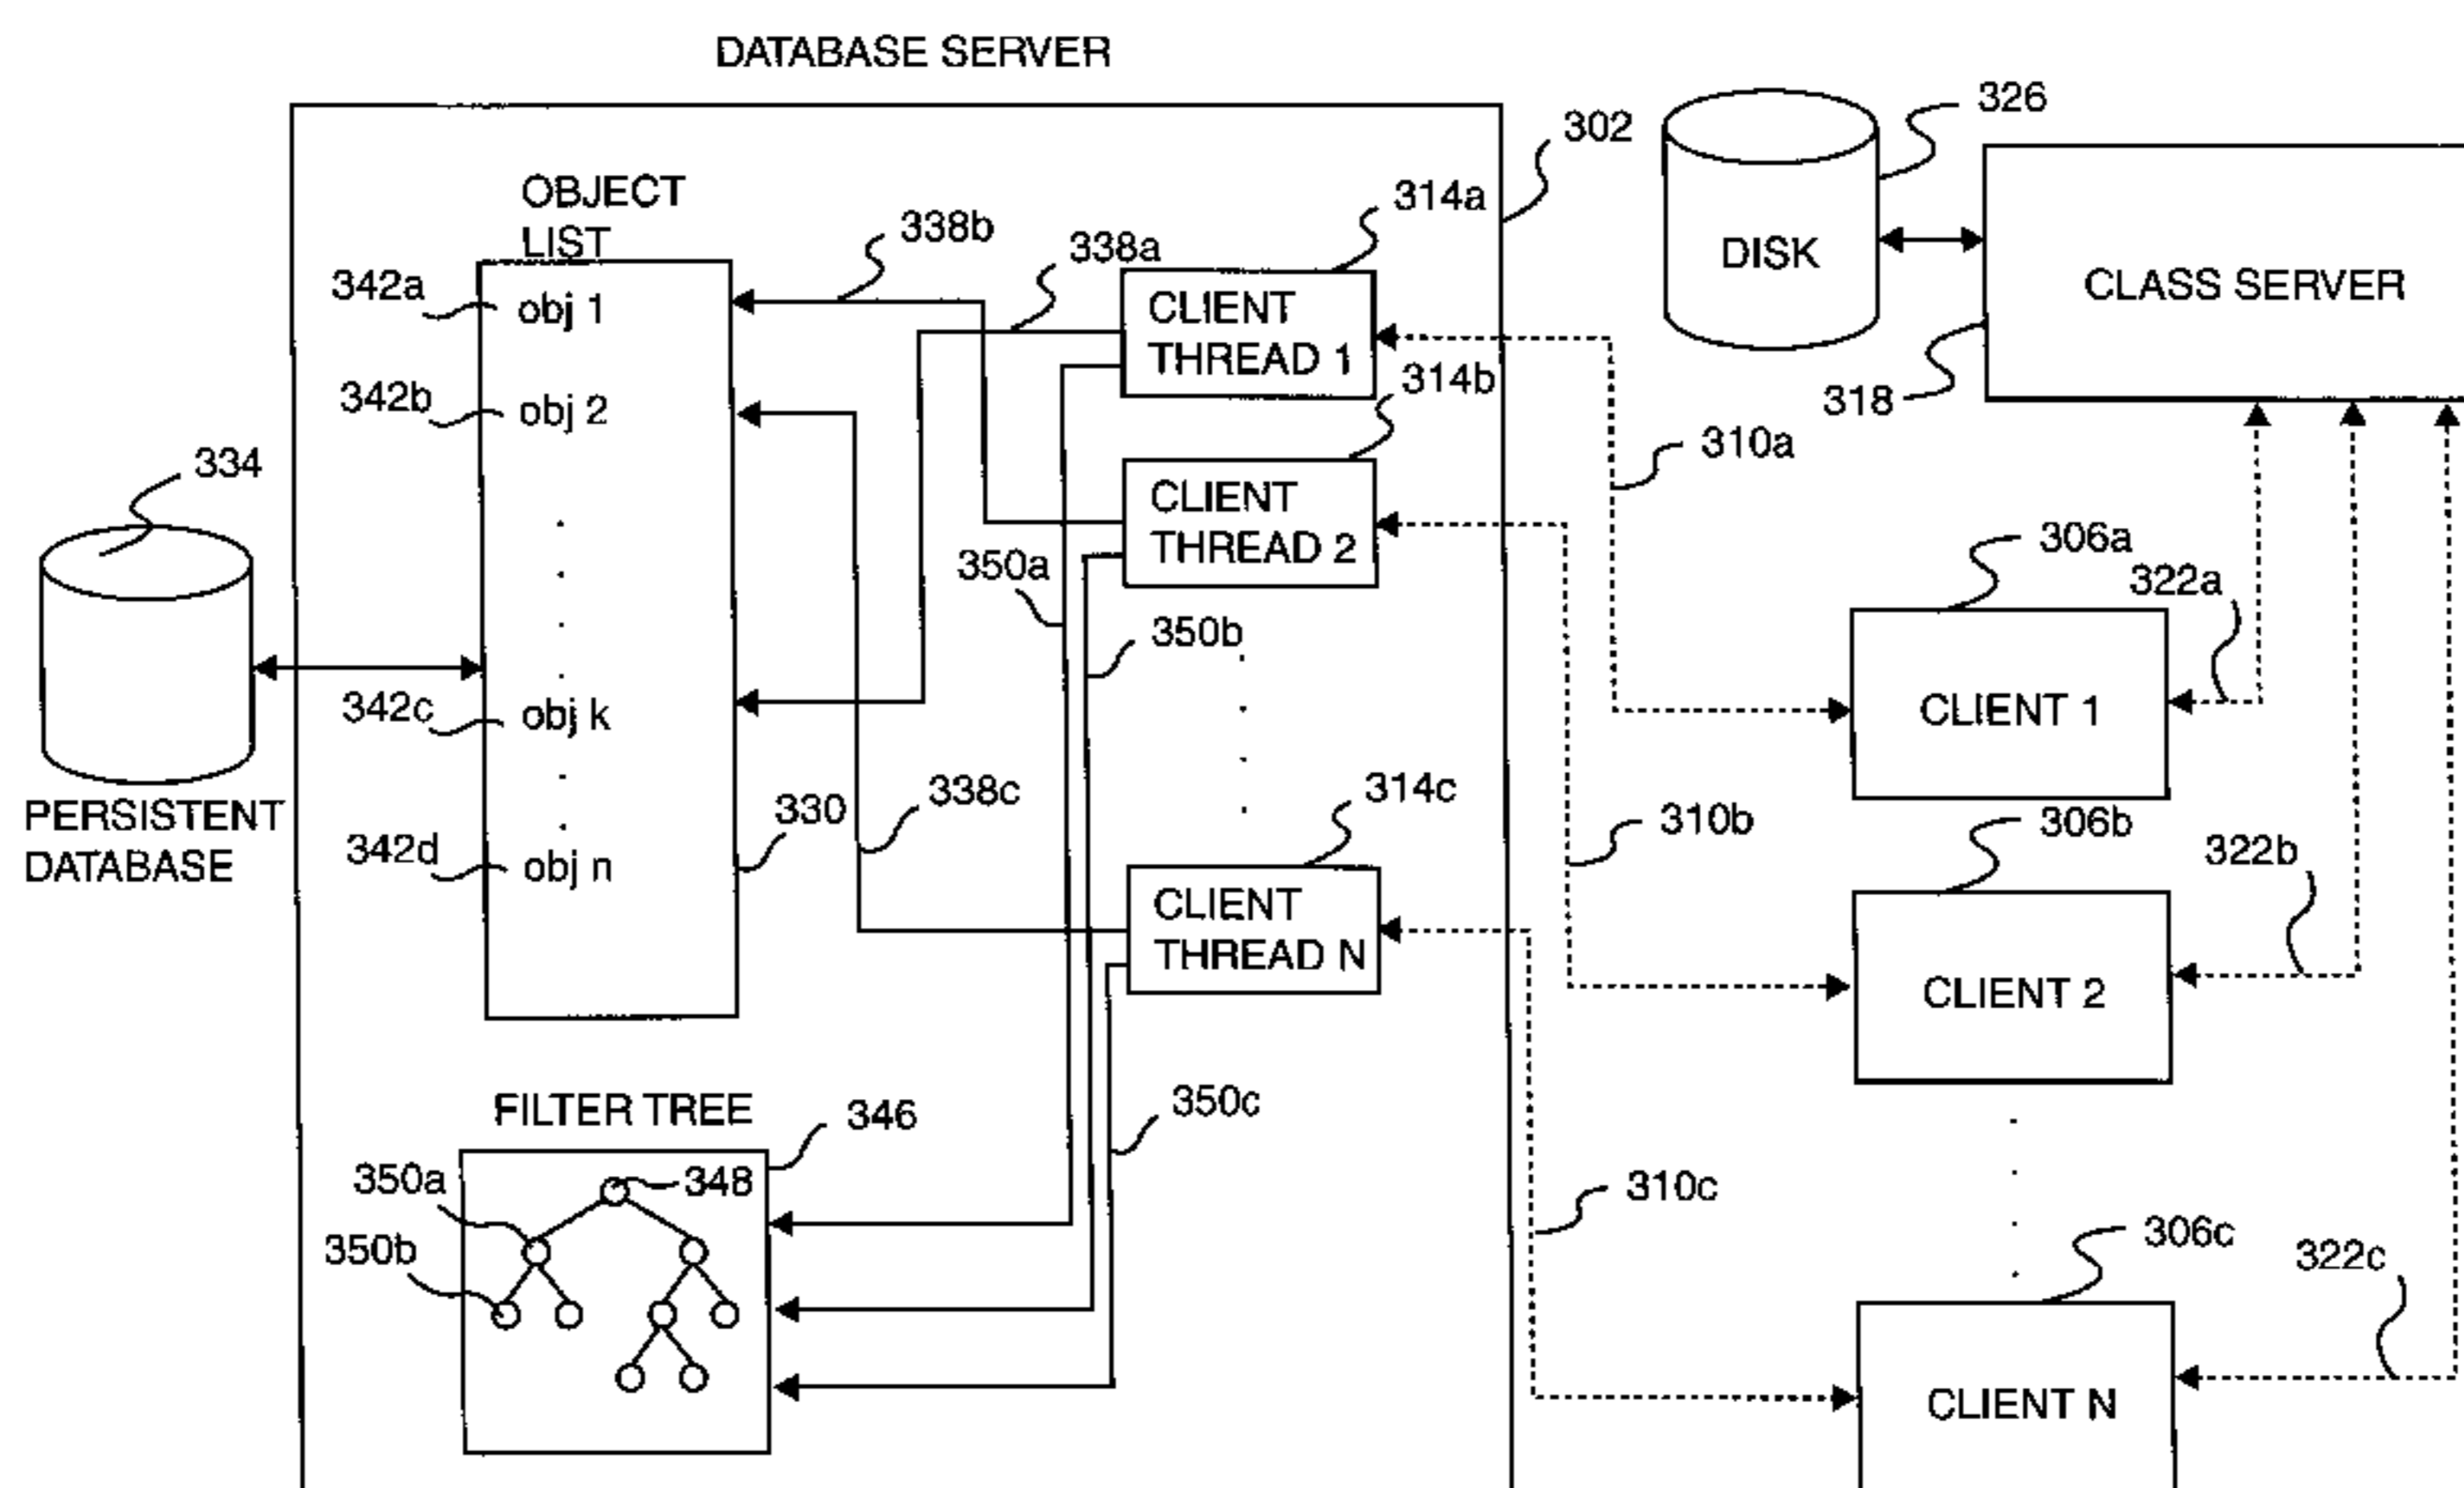 DATABASE SERVER
326
302
OBJECT
LIST
314a
338b
338a
DISK
CLASS SERVER
342a
obj 1
CLIENT
THREAD 1
314b
342b
obj 2
318
310a
334
CLIENT
THREAD 2
350a
306a
322a
350b
342c
obj k
CLIENT 1
PERSISTENT
DATABASE
338c
330
314c
310b
306b
342d
obj n
322b
CLIENT
THREAD N
CLIENT 2
FILTER TREE
346
350c
350a
348
310c
350b
306c
322c
CLIENT N